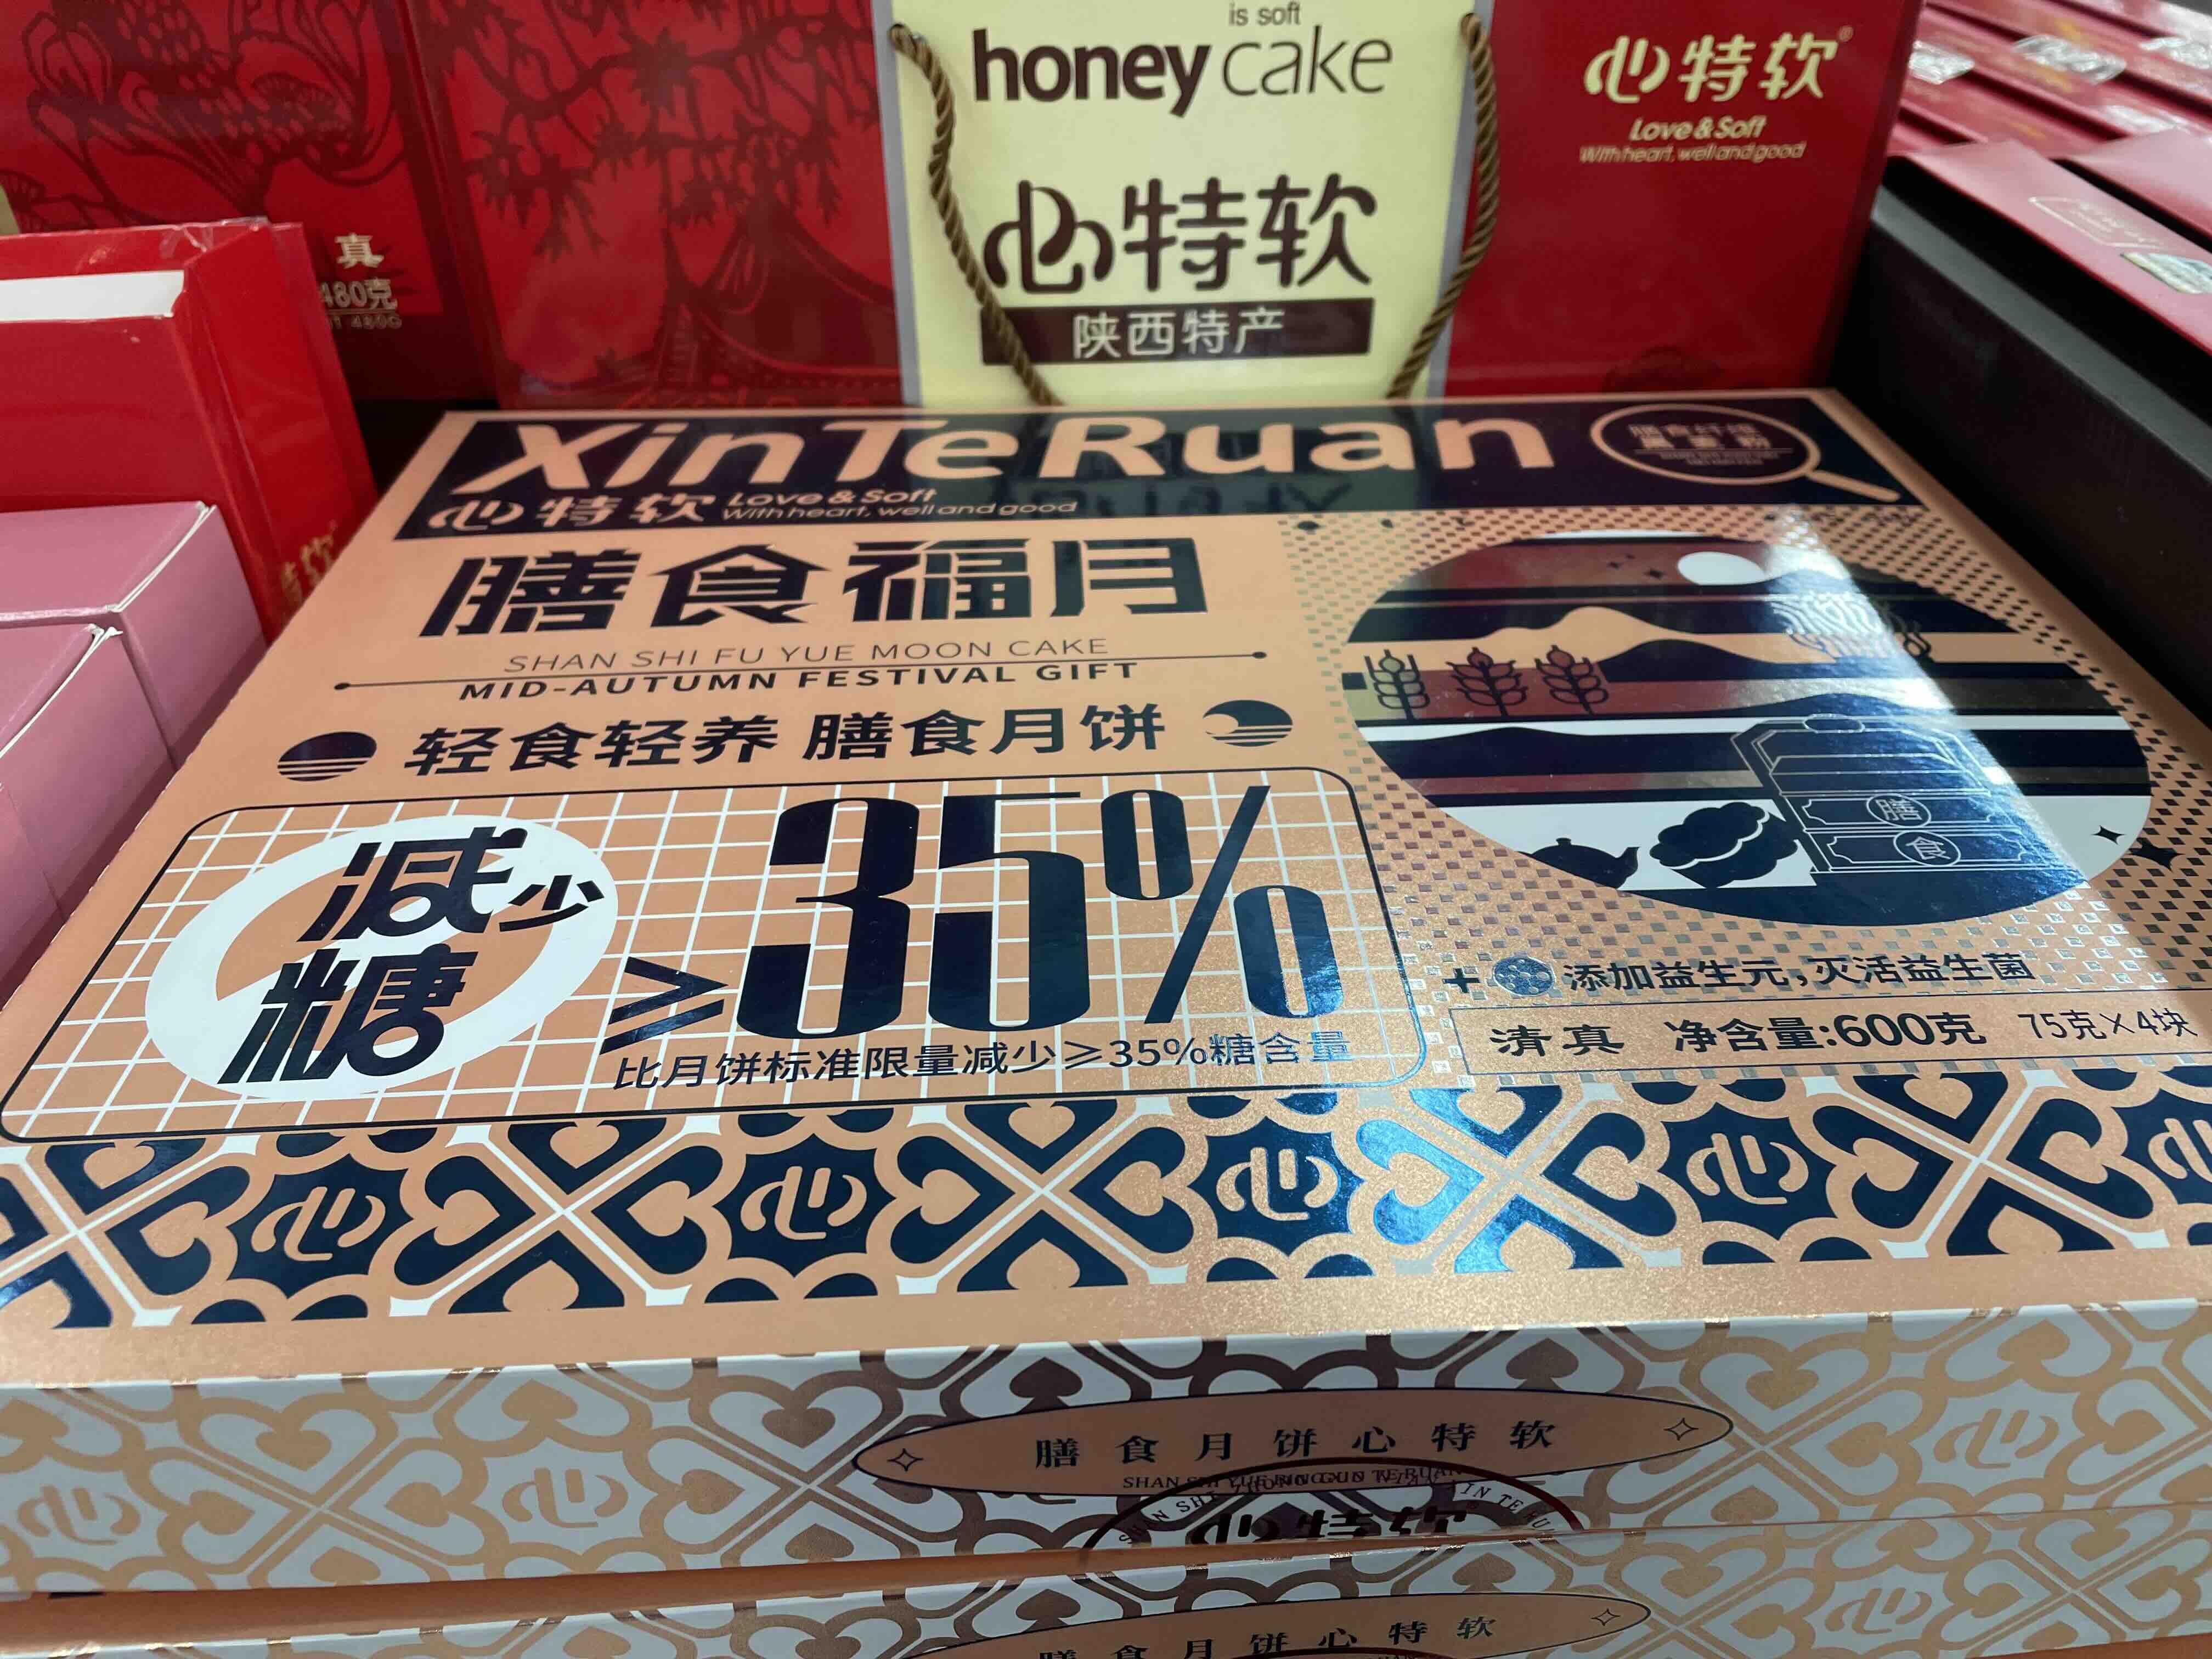 is soft
honey cake
心特软
陕西特产
心特软®
Love&Soft
With heart, well and good
真
480克
XinTeRuan
心特软 Love&Soft
With heart, well and good
膳食福月
SHAN SHI FU YUE MOON CAKE
MID-AUTUMN FESTIVAL GIFT
轻食轻养 膳食月饼
减少
糖
≥35%
比月饼标准限量减少≥35%糖含量
膳
食
+ 添加益生元,灭活益生菌
清真 净含量:600克 75克×4块
膳食月饼心特软
膳食月饼心特软